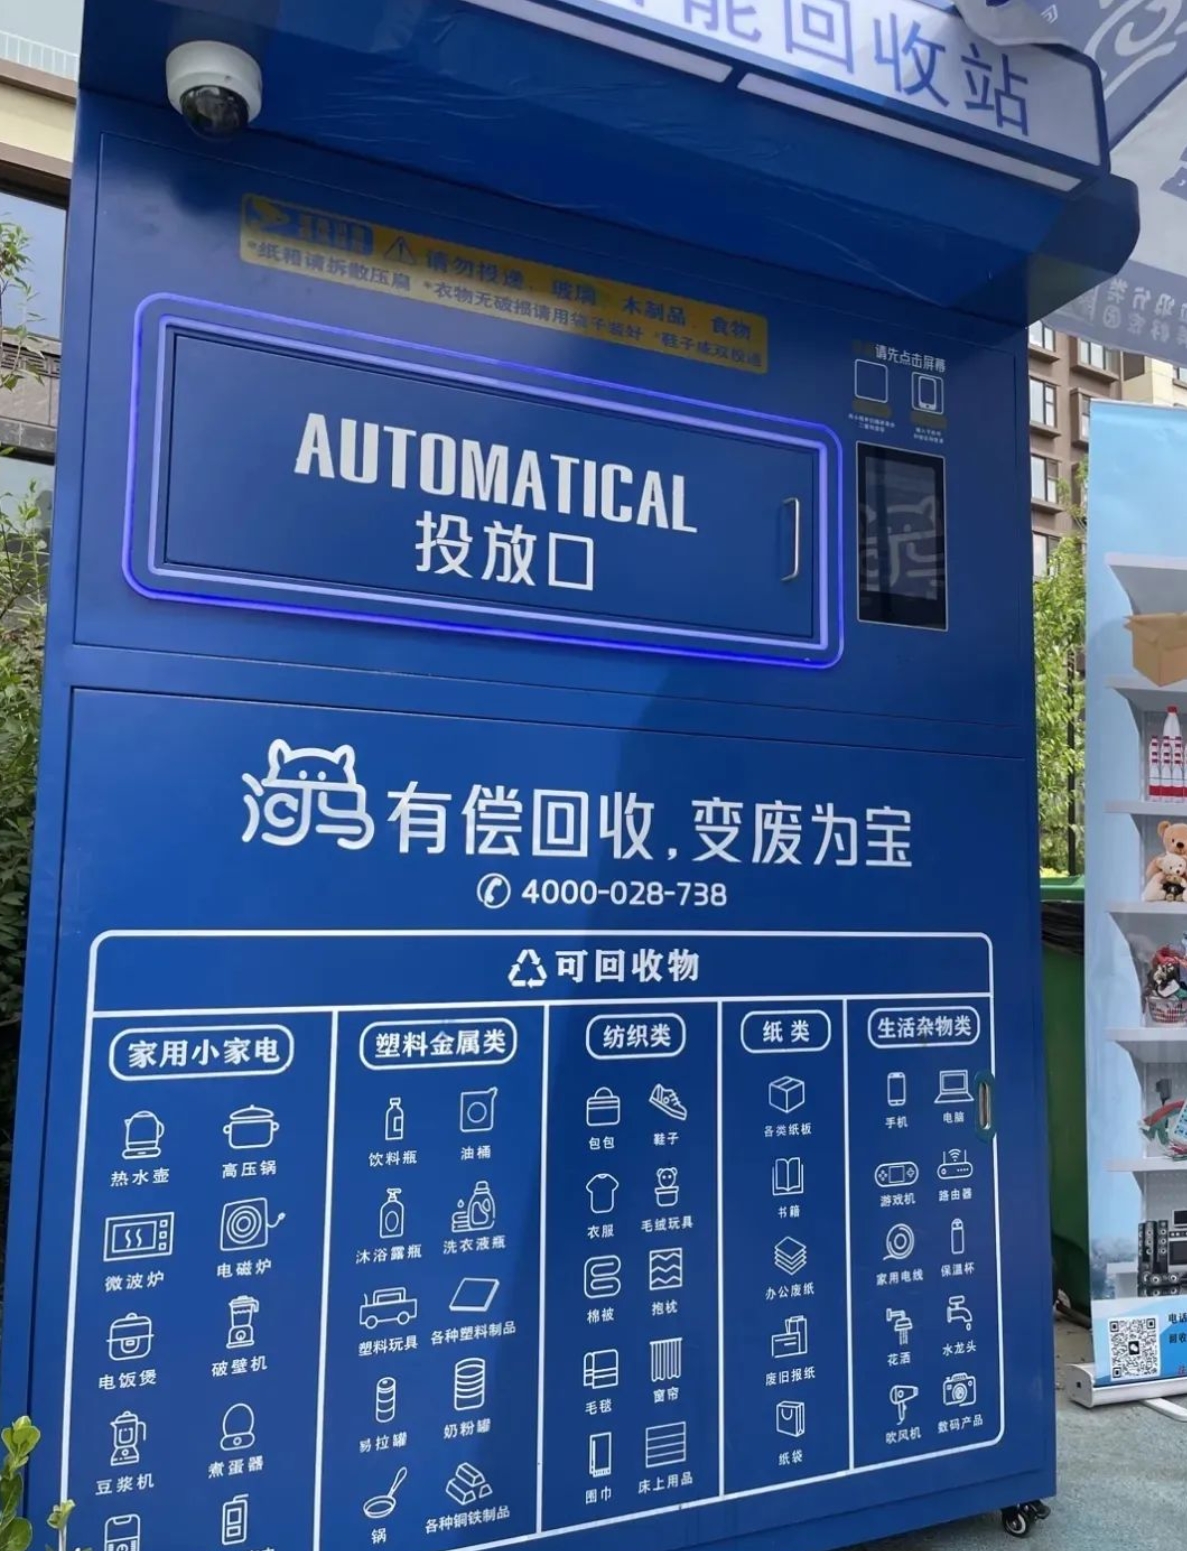 能回收站
请勿投递 玻璃 木制品 食物
*纸箱请拆散压扁 *衣物无破损请用袋子装好 *鞋子成双投递
请先点击屏幕
AUTOMATICAL
投放口
河马 有偿回收,变废为宝
4000-028-738
可回收物
家用小家电 塑料金属类 纺织类 纸类 生活杂物类
热水壶 高压锅 饮料瓶 油桶 包包 鞋子 各类纸板 手机 电脑
微波炉 电磁炉 沐浴露瓶 洗衣液瓶 衣服 毛绒玩具 书籍 游戏机 路由器
电饭煲 破壁机 塑料玩具 各种塑料制品 棉被 抱枕 办公废纸 家用电线 保温杯
豆浆机 煮蛋器 易拉罐 奶粉罐 毛毯 窗帘 废旧报纸 花洒 水龙头
锅 各种铜铁制品 围巾 床上用品 纸袋 吹风机 数码产品
电话